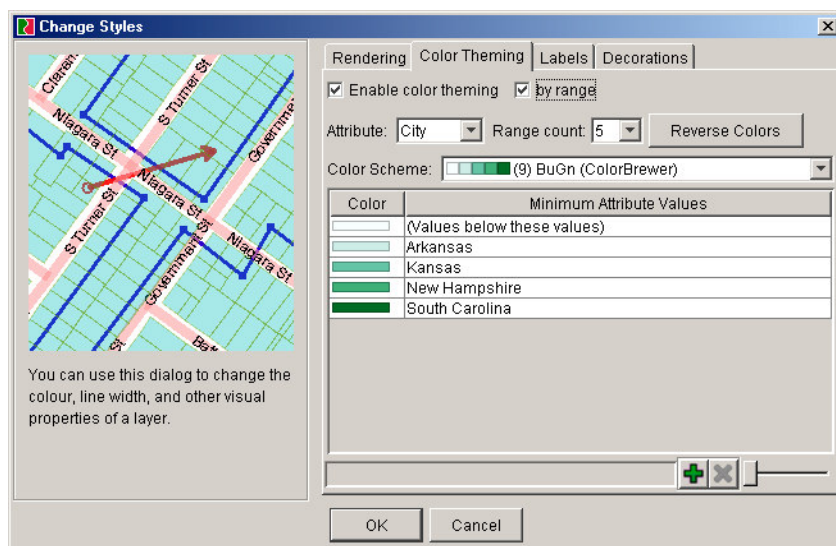 Change Styles
Rendering Color Theming Labels Decorations
Enable color theming by range
Attribute: City Range count: 5 Reverse Colors
Color Scheme: (9) BuGn (ColorBrewer)
Color Minimum Attribute Values
(Values below these values)
Arkansas
Kansas
New Hampshire
South Carolina
S Turner St
Niagara St
Government
Niagara St
S Turner St
Niagara St
Government St
St
You can use this dialog to change the
colour, line width, and other visual
properties of a layer.
OK Cancel